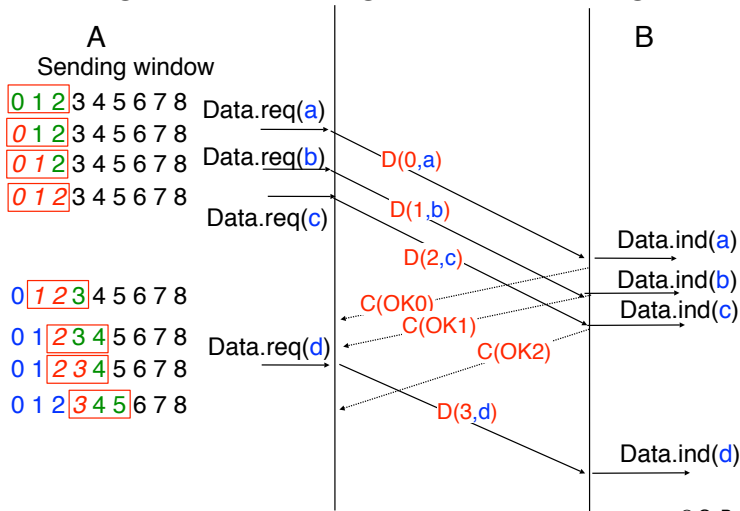 A
B
Sending window
0 1 2 3 4 5 6 7 8
Data.req(a)
0 1 2 3 4 5 6 7 8
Data.req(b)
D(0,a)
0 1 2 3 4 5 6 7 8
0 1 2 3 4 5 6 7 8
D(1,b)
Data.req(c)
Data.ind(a)
D(2,c)
Data.ind(b)
0 1 2 3 4 5 6 7 8
C(OK0)
Data.ind(c)
C(OK1)
0 1 2 3 4 5 6 7 8
Data.req(d)
C(OK2)
0 1 2 3 4 5 6 7 8
0 1 2 3 4 5 6 7 8
D(3,d)
Data.ind(d)